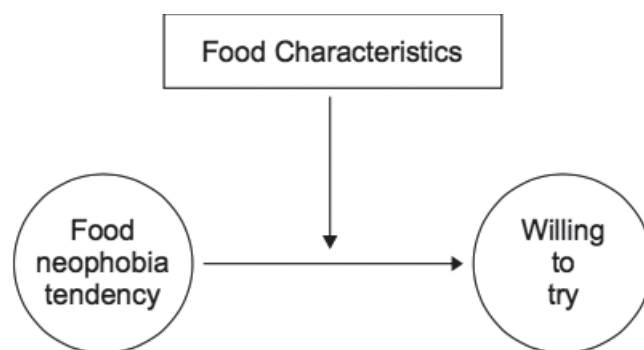 Food Characteristics
Food
neophobia
tendency
Willing
to
try